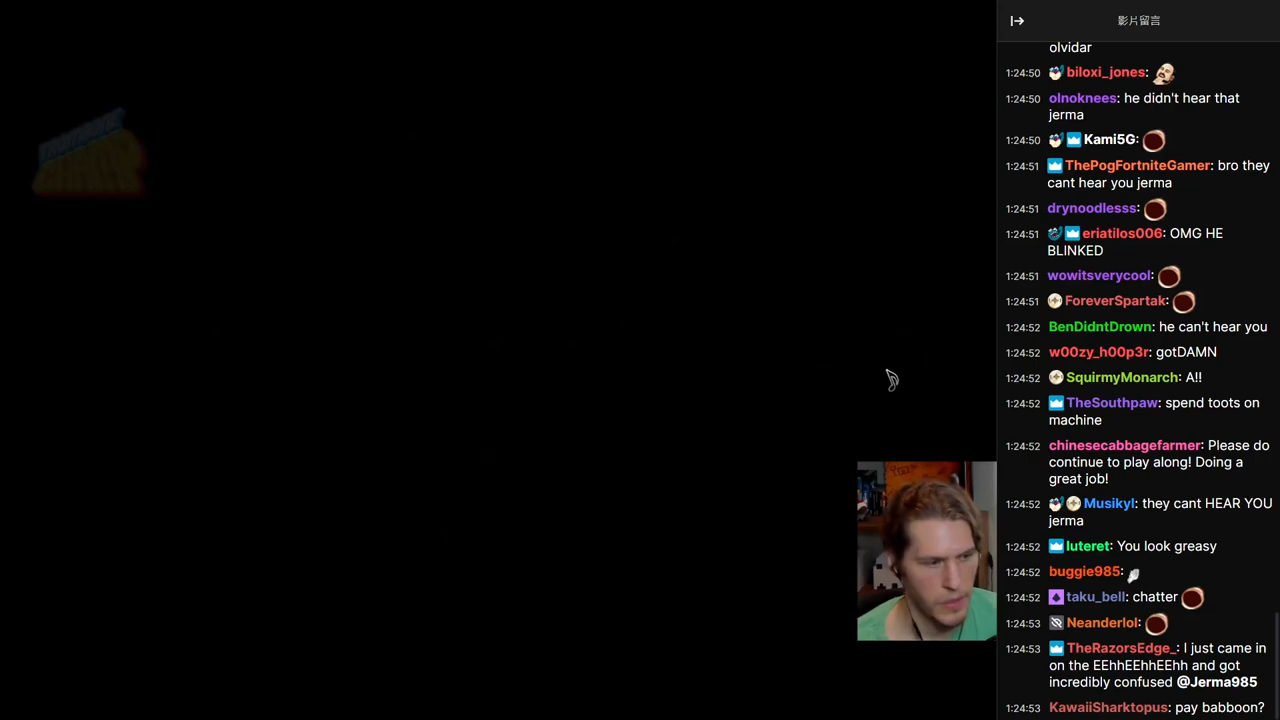 影片留言
olvidar
1:24:50 biloxi_jones:
1:24:50 olnoknees: he didn't hear that
jerma
1:24:50 Kami5G:
1:24:51 ThePogFortniteGamer: bro they
cant hear you jerma
1:24:51 drynoodlesss:
1:24:51 eriatilos006: OMG HE
BLINKED
1:24:51 wowitsverycool:
1:24:51 ForeverSpartak:
1:24:52 BenDidntDrown: he can't hear you
1:24:52 w00zy_h00p3r: gotDAMN
1:24:52 SquirmyMonarch: A!!
1:24:52 TheSouthpaw: spend toots on
machine
1:24:52 chinesecabbagefarmer: Please do
continue to play along! Doing a
great job!
1:24:52 Musikyl: they cant HEAR YOU
jerma
1:24:52 luteret: You look greasy
1:24:52 buggie985:
1:24:52 taku_bell: chatter
1:24:53 Neanderlol:
1:24:53 TheRazorsEdge_: I just came in
on the EEhhEEhhEEhh and got
incredibly confused @Jerma985
1:24:53 KawaiiSharktopus: pay babboon?